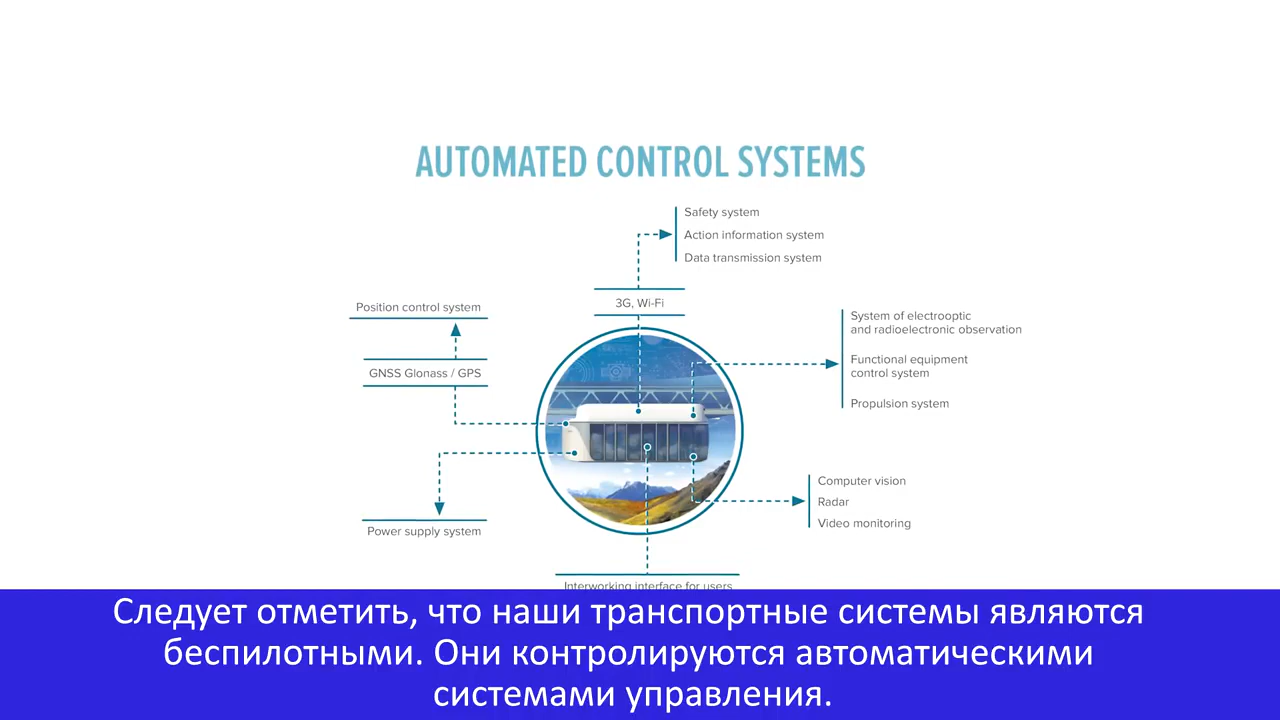 AUTOMATED CONTROL SYSTEMS
Safety system
Action information system
Data transmission system
3G, Wi-Fi
Position control system
GNSS Glonass / GPS
System of electrooptic
and radioelectronic observation
Functional equipment
control system
Propulsion system
Computer vision
Radar
Video monitoring
Power supply system
Interworking interface for users
Следует отметить, что наши транспортные системы являются
беспилотными. Они контролируются автоматическими
системами управления.